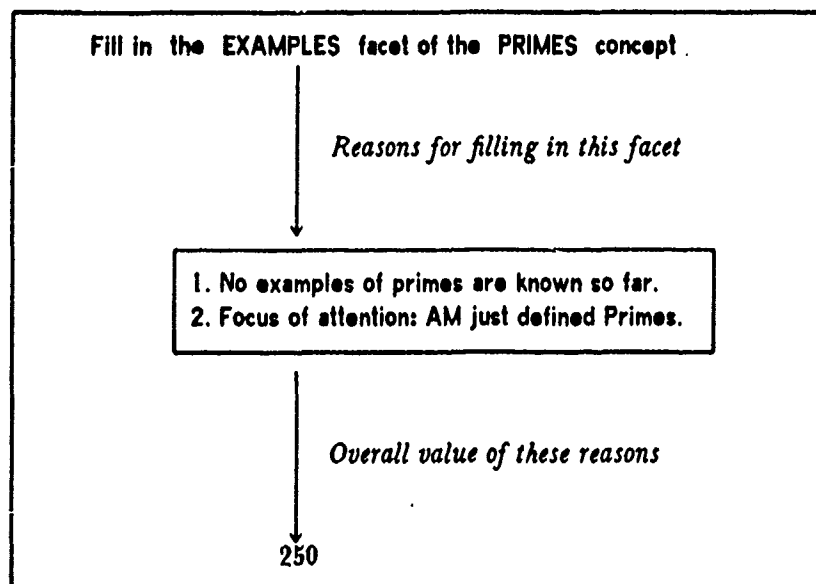 Fill in the EXAMPLES facet of the PRIMES concept.
Reasons for filling in this facet
1. No examples of primes are known so far.
2. Focus of attention: AM just defined Primes.
Overall value of these reasons
250